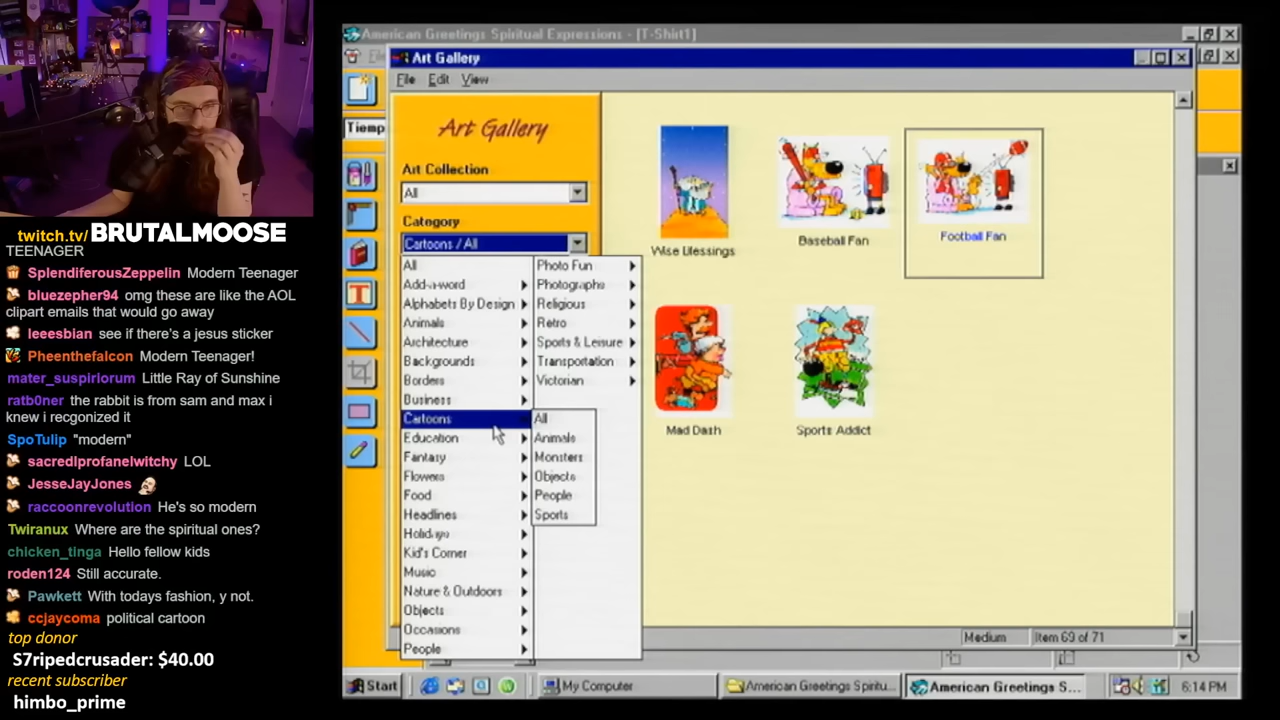 American Greetings Spiritual Expressions - [T-Shirt1]
Art Gallery
File Edit View
Tiemp
Art Gallery
Art Collection
All
Category
Cartoons / All
All
Add-a-word
Alphabets By Design
Animals
Architecture
Backgrounds
Borders
Business
Cartoons
Education
Fantasy
Flowers
Food
Headlines
Holidays
Kid's Corner
Music
Nature & Outdoors
Objects
Occasions
People
Photo Fun
Photographs
Religious
Retro
Sports & Leisure
Transportation
Victorian
All
Animals
Monsters
Objects
People
Sports
Wise Blessings
Baseball Fan
Football Fan
Mad Dash
Sports Addict
Medium
Item 69 of 71
Start
My Computer
American Greetings Spiritu...
American Greetings S...
6:14 PM
twitch.tv/BRUTALMOOSE
TEENAGER
SplendiferousZeppelin Modern Teenager
bluezepher94 omg these are like the AOL
clipart emails that would go away
leeesbian see if there's a jesus sticker
Pheenthefalcon Modern Teenager!
mater_suspiriorum Little Ray of Sunshine
ratb0ner the rabbit is from sam and max i
knew i recgonized it
SpoTulip "modern"
sacredlprofanelwitchy LOL
JesseJayJones
raccoonrevolution He's so modern
Twiranux Where are the spiritual ones?
chicken_tinga Hello fellow kids
roden124 Still accurate.
Pawkett With todays fashion, y not.
ccjaycoma political cartoon
top donor
S7ripedcrusader: $40.00
recent subscriber
himbo_prime